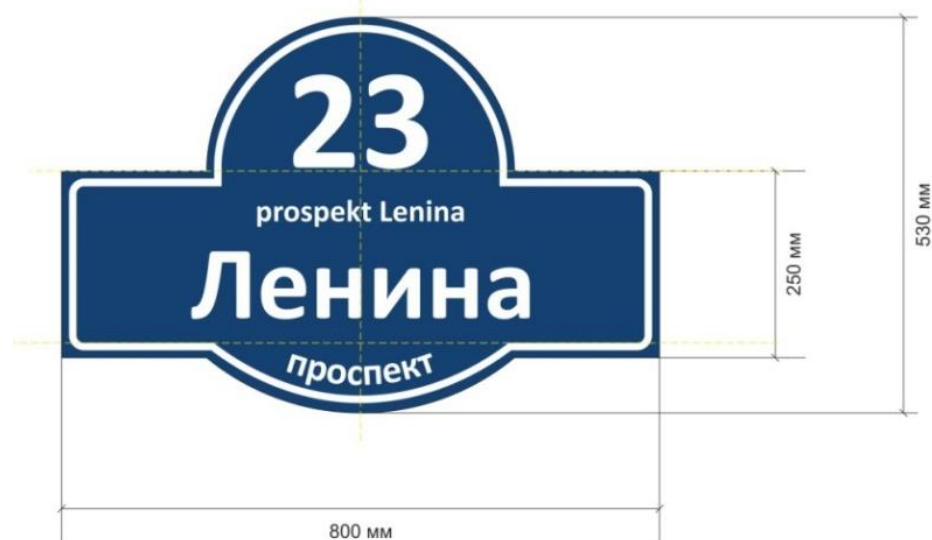 23
prospekt Lenina
Ленина
проспект
250 мм
530 мм
800 мм